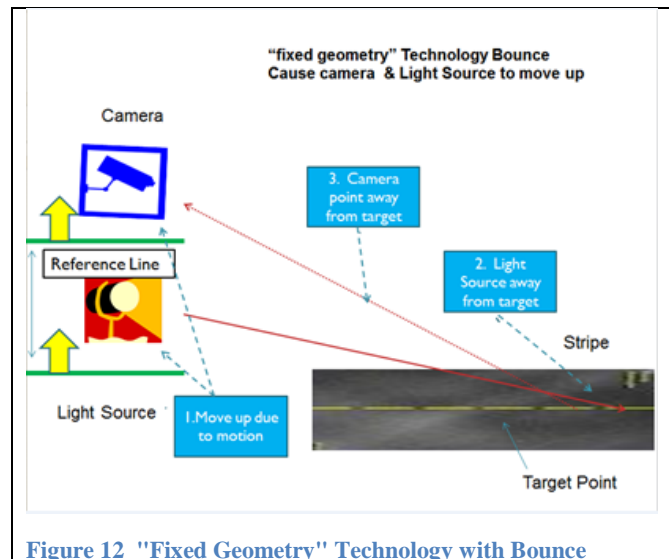 “fixed geometry” Technology Bounce
Cause camera & Light Source to move up
Camera
3. Camera
point away
from target
Reference Line
2. Light
Source away
from target
Stripe
Light Source
1.Move up due
to motion
Target Point
Figure 12 "Fixed Geometry" Technology with Bounce